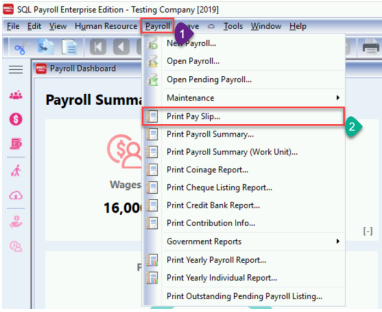 SQL Payroll Enterprise Edition - Testing Company [2019]
File Edit View Human Resource Payroll Tools Window Help
1
New Payroll...
Payroll Dashboard
Open Payroll...
Open Pending Payroll...
Payroll Summa
Maintenance
Print Pay Slip...
2
Print Payroll Summary...
Print Payroll Summary (Work Unit)...
Wages
Print Coinage Report...
Print Cheque Listing Report...
16,00
Print Credit Bank Report...
Print Contribution Info...
[-]
Government Reports
Print Yearly Payroll Report...
Print Yearly Individual Report...
Print Outstanding Pending Payroll Listing...